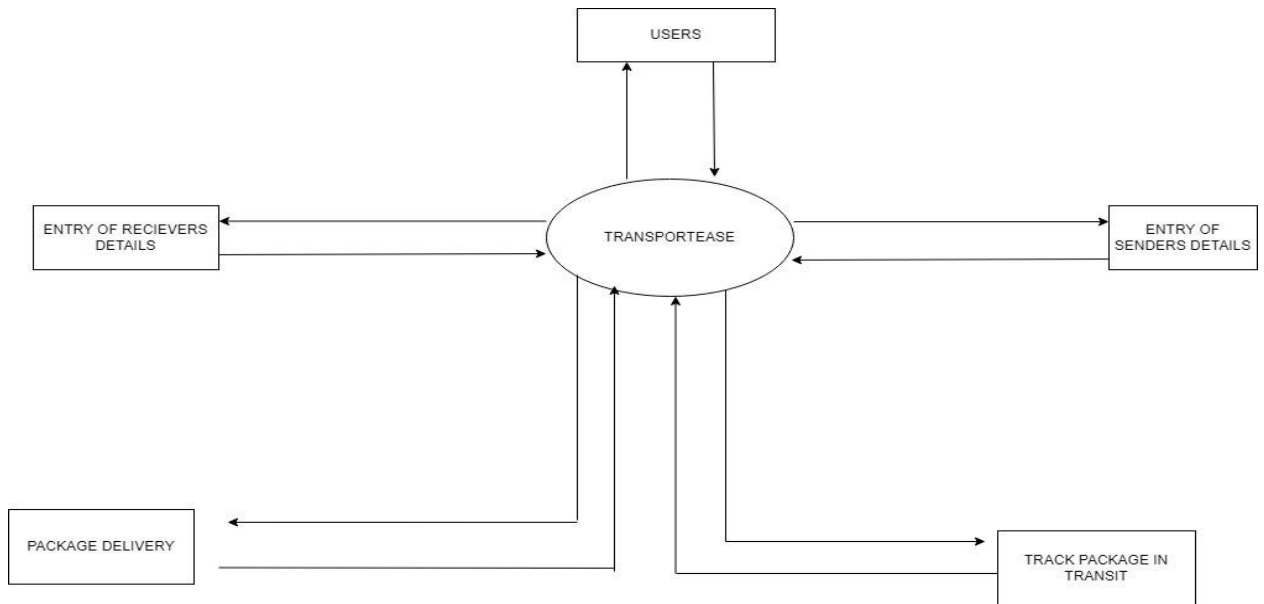 USERS
ENTRY OF RECIEVERS
DETAILS
TRANSPORTEASE
ENTRY OF
SENDERS DETAILS
PACKAGE DELIVERY
TRACK PACKAGE IN
TRANSIT